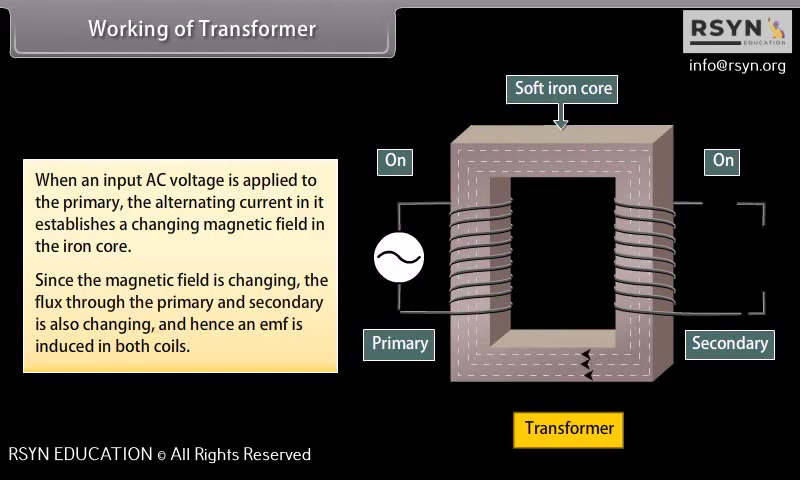 Working of Transformer
RSYN
EDUCATION
info@rsyn.org
Soft iron core
On
On
When an input AC voltage is applied to
the primary, the alternating current in it
establishes a changing magnetic field in
the iron core.
Since the magnetic field is changing, the
flux through the primary and secondary
is also changing, and hence an emf is
induced in both coils.
Primary
Secondary
Transformer
RSYN EDUCATION © All Rights Reserved